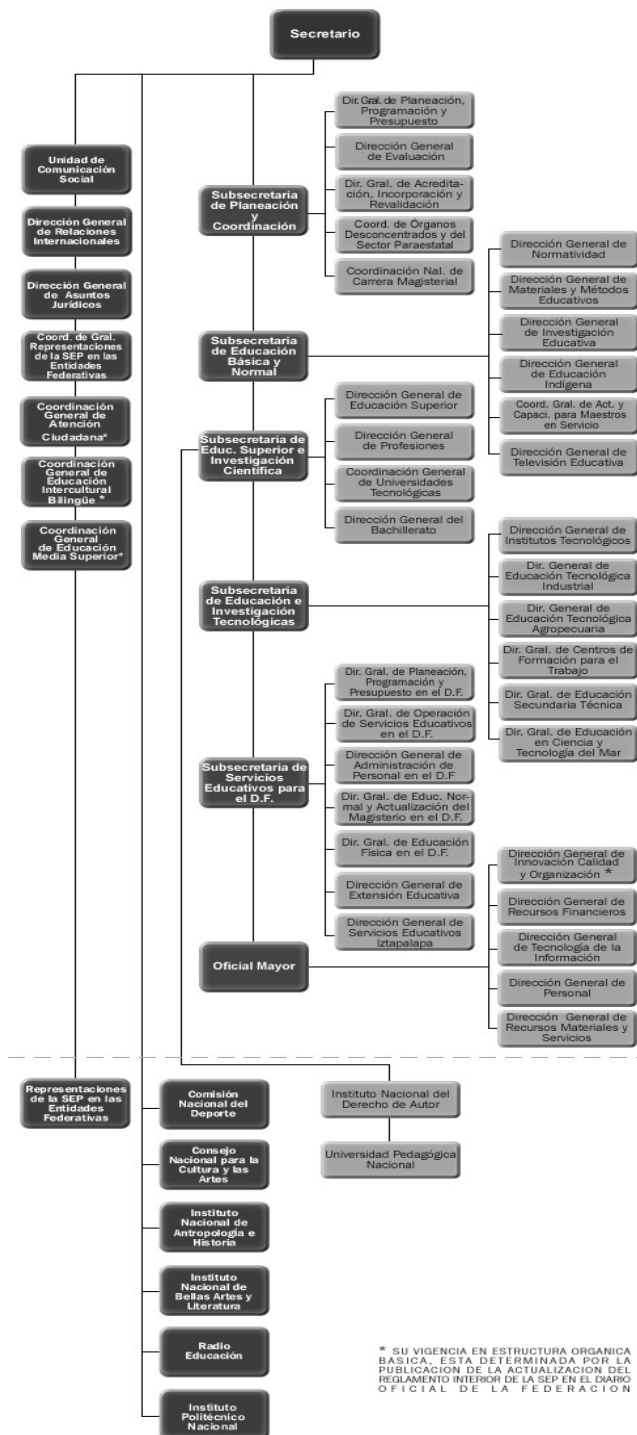 Secretario
Unidad de
Comunicación
Social
Dirección General
de Relaciones
Internacionales
Dirección General
de Asuntos
Jurídicos
Coord. de Gral.
Representaciones
de la SEP en las
Entidades
Federativas
Coordinación
General de
Atención
Ciudadana*
Coordinación
General de
Educación
Intercultural
Bilingüe *
Coordinación
General
de Educación
Media Superior*
Subsecretaria
de Planeación
y
Coordinación
Dir. Gral. de Planeación,
Programación y
Presupuesto
Dirección General
de Evaluación
Dir. Gral. de Acredita-
ción, Incorporación y
Revalidación
Coord. de Órganos
Desconcentrados y del
Sector Paraestatal
Coordinación Nal. de
Carrera Magisterial
Subsecretaria
de Educación
Básica y
Normal
Dirección General de
Normatividad
Dirección General de
Materiales y Métodos
Educativos
Dirección General
de Investigación
Educativa
Dirección General
de Educación
Indígena
Coord. Gral. de Act. y
Capaci. para Maestros
en Servicio
Dirección General de
Televisión Educativa
Subsecretaria de
Educ. Superior e
Investigación
Científica
Dirección General de
Educación Superior
Dirección General
de Profesiones
Coordinación General
de Universidades
Tecnológicas
Dirección General del
Bachillerato
Subsecretaria
de Educación e
Investigación
Tecnológicas
Dirección General de
Institutos Tecnológicos
Dir. General de
Educación Tecnológica
Industrial
Dir. General de
Educación Tecnológica
Agropecuaria
Dir. Gral. de Centros de
Formación para el
Trabajo
Dir. Gral. de Educación
Secundaria Técnica
Dir. Gral. de Educación
en Ciencia y
Tecnología del Mar
Subsecretaria de
Servicios
Educativos para
el D.F.
Dir. Gral. de Planeación,
Programación y
Presupuesto en el D.F.
Dir. Gral. de Operación
de Servicios Educativos
en el D.F.
Dirección General de
Administración de
Personal en el D.F
Dir. Gral. de Educ. Nor-
mal y Actualización del
Magisterio en el D.F.
Dir. Gral. de Educación
Física en el D.F.
Dirección General de
Extensión Educativa
Dirección General de
Servicios Educativos
Iztapalapa
Oficial Mayor
Dirección General de
Innovación Calidad
y Organización *
Dirección General de
Recursos Financieros
Dirección General
de Tecnología de la
Información
Dirección General de
Personal
Dirección General de
Recursos Materiales y
Servicios
Representaciones
de la SEP en las
Entidades
Federativas
Comisión
Nacional del
Deporte
Consejo
Nacional para la
Cultura y las
Artes
Instituto
Nacional de
Antropología e
Historia
Instituto
Nacional de
Bellas Artes y
Literatura
Radio
Educación
Instituto
Politécnico
Nacional
Instituto Nacional del
Derecho de Autor
Universidad Pedagógica
Nacional
* SU VIGENCIA EN ESTRUCTURA ORGANICA
BASICA, ESTA DETERMINADA POR LA
PUBLICACION DE LA ACTUALIZACION DEL
REGLAMENTO INTERIOR DE LA SEP EN EL DIARIO
OFICIAL DE LA FEDERACION